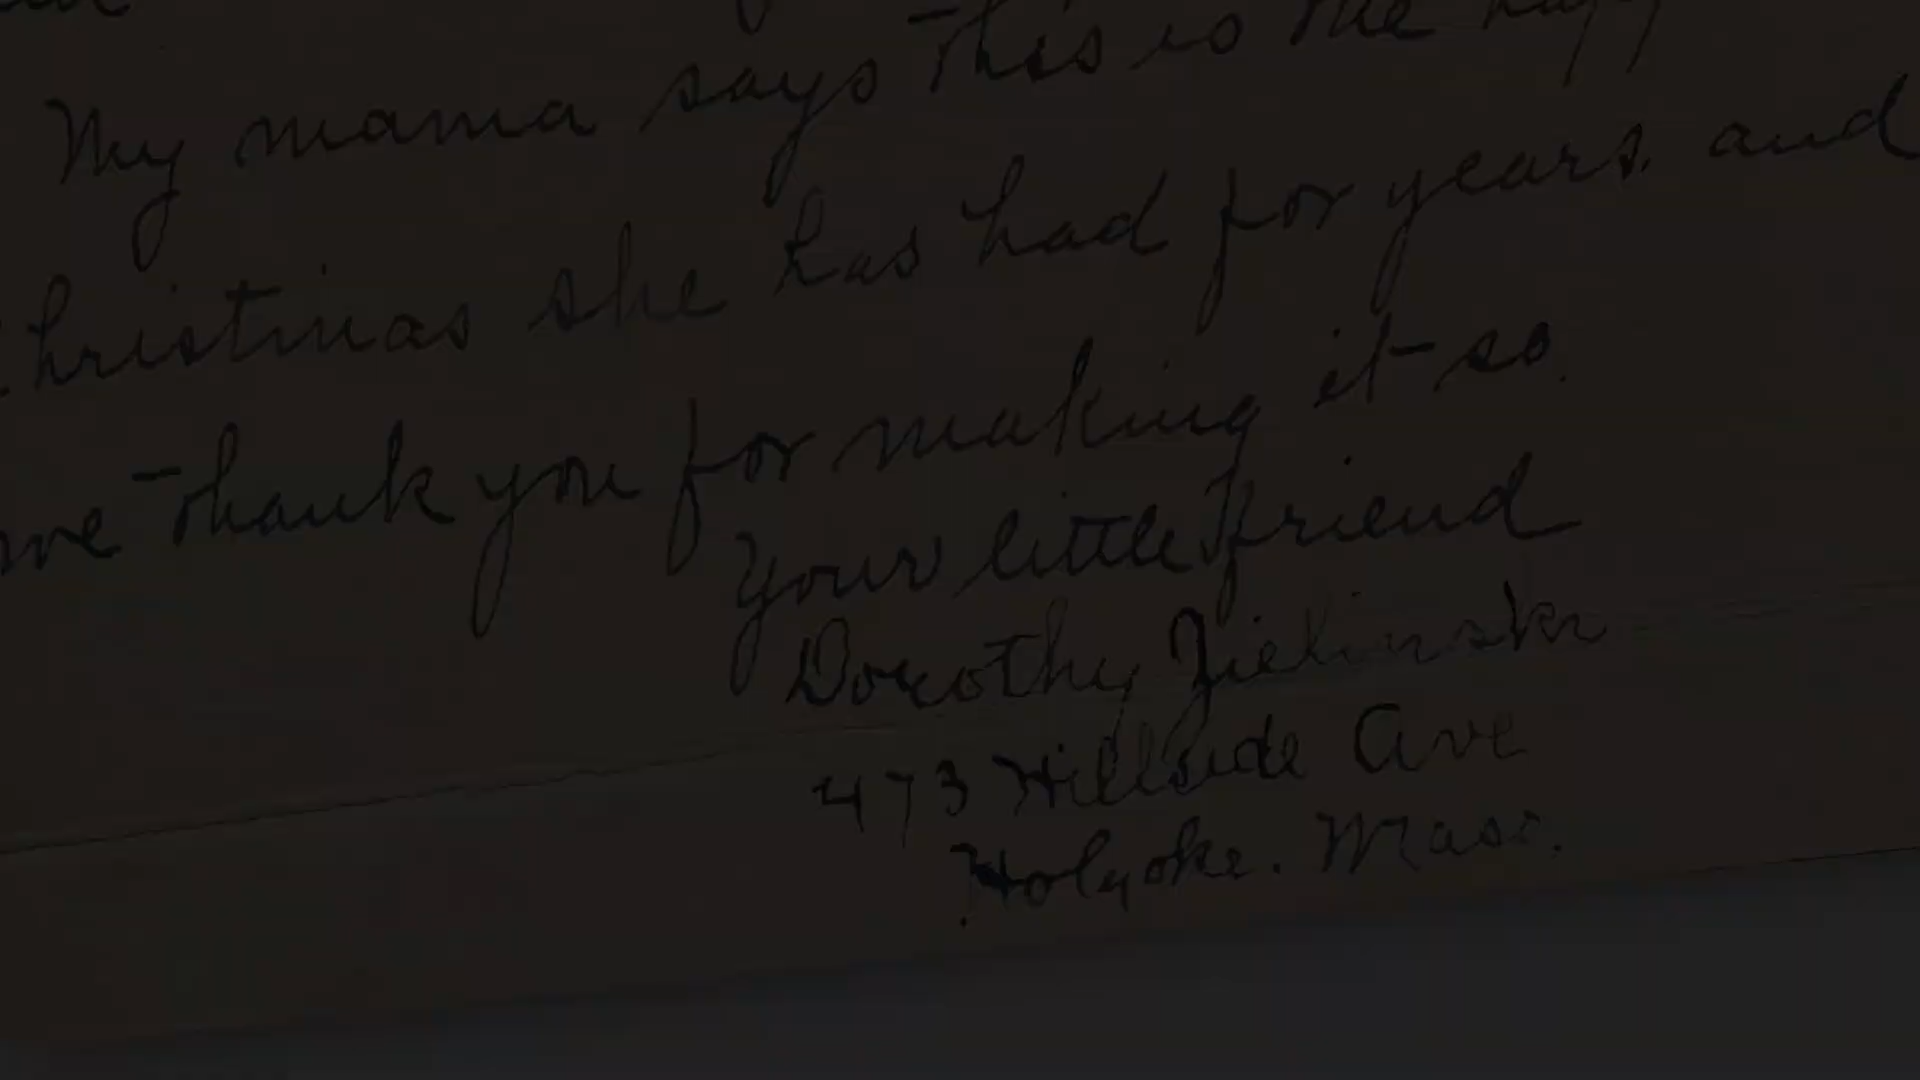 My mama says this is the
Christmas she has had for years. and
we thank you for making it so.
Your little friend
Dorothy Zielinski
473 Hillside Ave
Holyoke. Mass.